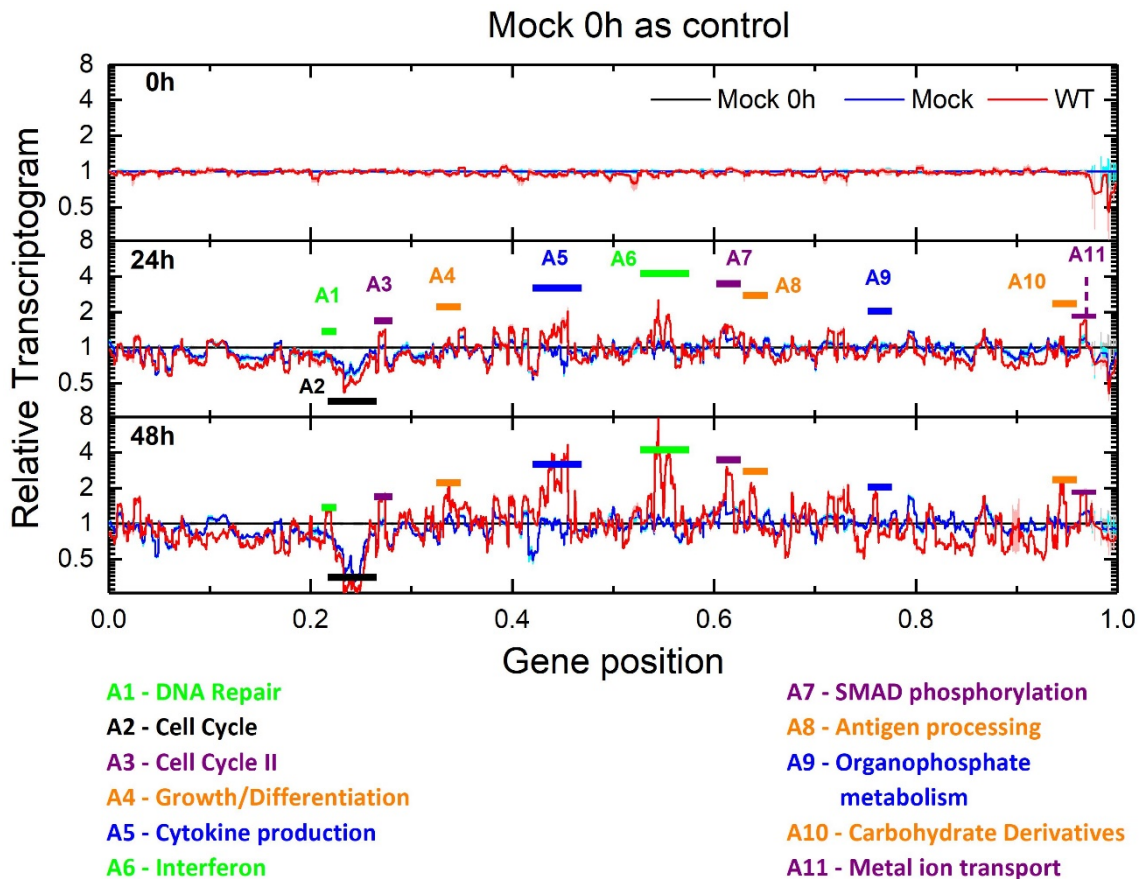 Mock 0h as control
Relative Transcriptogram
8
0h
Mock 0h Mock WT
4
2
1
0.5
8
24h
A1 A3 A4 A5 A6 A7 A8 A9 A10 A11
4
2
1
0.5
A2
8
48h
4
2
1
0.5
0.0 0.2 0.4 0.6 0.8 1.0
Gene position
A1 - DNA Repair
A2 - Cell Cycle
A3 - Cell Cycle II
A4 - Growth/Differentiation
A5 - Cytokine production
A6 - Interferon
A7 - SMAD phosphorylation
A8 - Antigen processing
A9 - Organophosphate
metabolism
A10 - Carbohydrate Derivatives
A11 - Metal ion transport